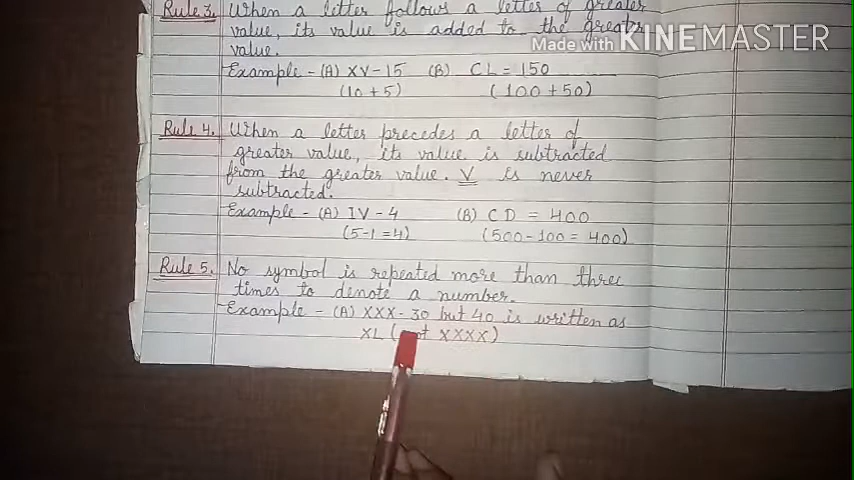 Rule 3. When a letter follows a letter of greater
value, its value is added to the greater
value.
Made with KINEMASTER
Example - (A) XV - 15 (B) CL = 150
(10 + 5) (100 + 50)
Rule 4. When a letter precedes a letter of
greater value, its value is subtracted
from the greater value. V is never
subtracted.
Example - (A) IV - 4 (B) CD = 400
(5-1 = 4) (500 - 100 = 400)
Rule 5. No symbol is repeated more than three
times to denote a number.
Example - (A) XXX - 30 but 40 is written as
XL (not XXXX)